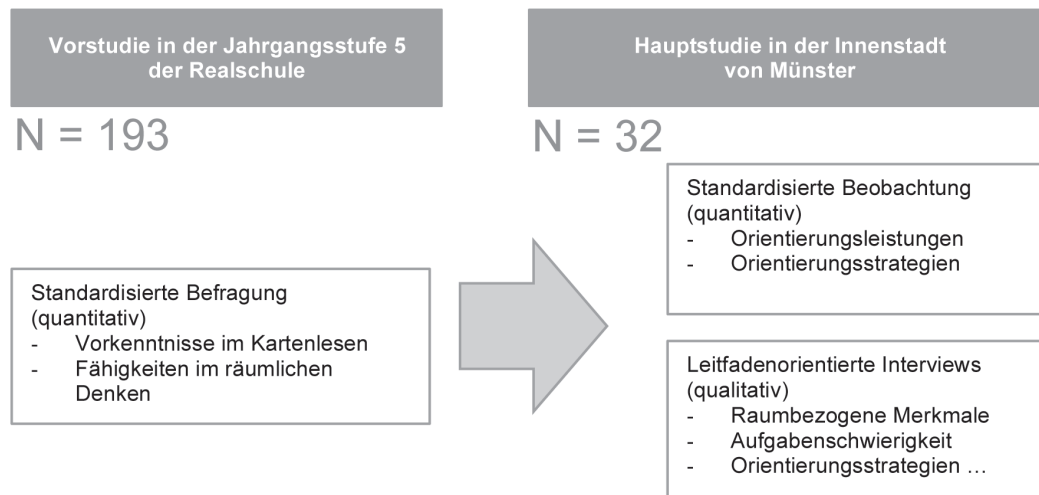 Vorstudie in der Jahrgangsstufe 5
der Realschule
N = 193
Standardisierte Befragung
(quantitativ)
- Vorkenntnisse im Kartenlesen
- Fähigkeiten im räumlichen
Denken
Hauptstudie in der Innenstadt
von Münster
N = 32
Standardisierte Beobachtung
(quantitativ)
- Orientierungsleistungen
- Orientierungsstrategien
Leitfadenorientierte Interviews
(qualitativ)
- Raumbezogene Merkmale
- Aufgabenschwierigkeit
- Orientierungsstrategien …